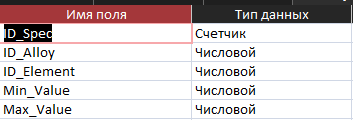 Имя поля Тип данных
ID_Spec Счетчик
ID_Alloy Числовой
ID_Element Числовой
Min_Value Числовой
Max_Value Числовой